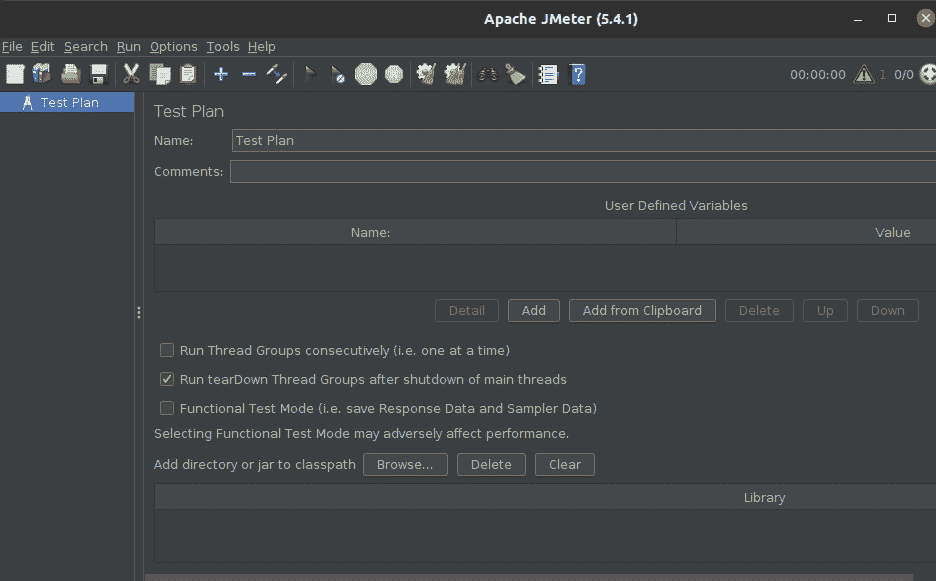 Apache JMeter (5.4.1)
File Edit Search Run Options Tools Help
00:00:00 1 0/0
Test Plan
Test Plan
Name: Test Plan
Comments:
User Defined Variables
Name: Value
Detail Add Add from Clipboard Delete Up Down
Run Thread Groups consecutively (i.e. one at a time)
Run tearDown Thread Groups after shutdown of main threads
Functional Test Mode (i.e. save Response Data and Sampler Data)
Selecting Functional Test Mode may adversely affect performance.
Add directory or jar to classpath Browse... Delete Clear
Library